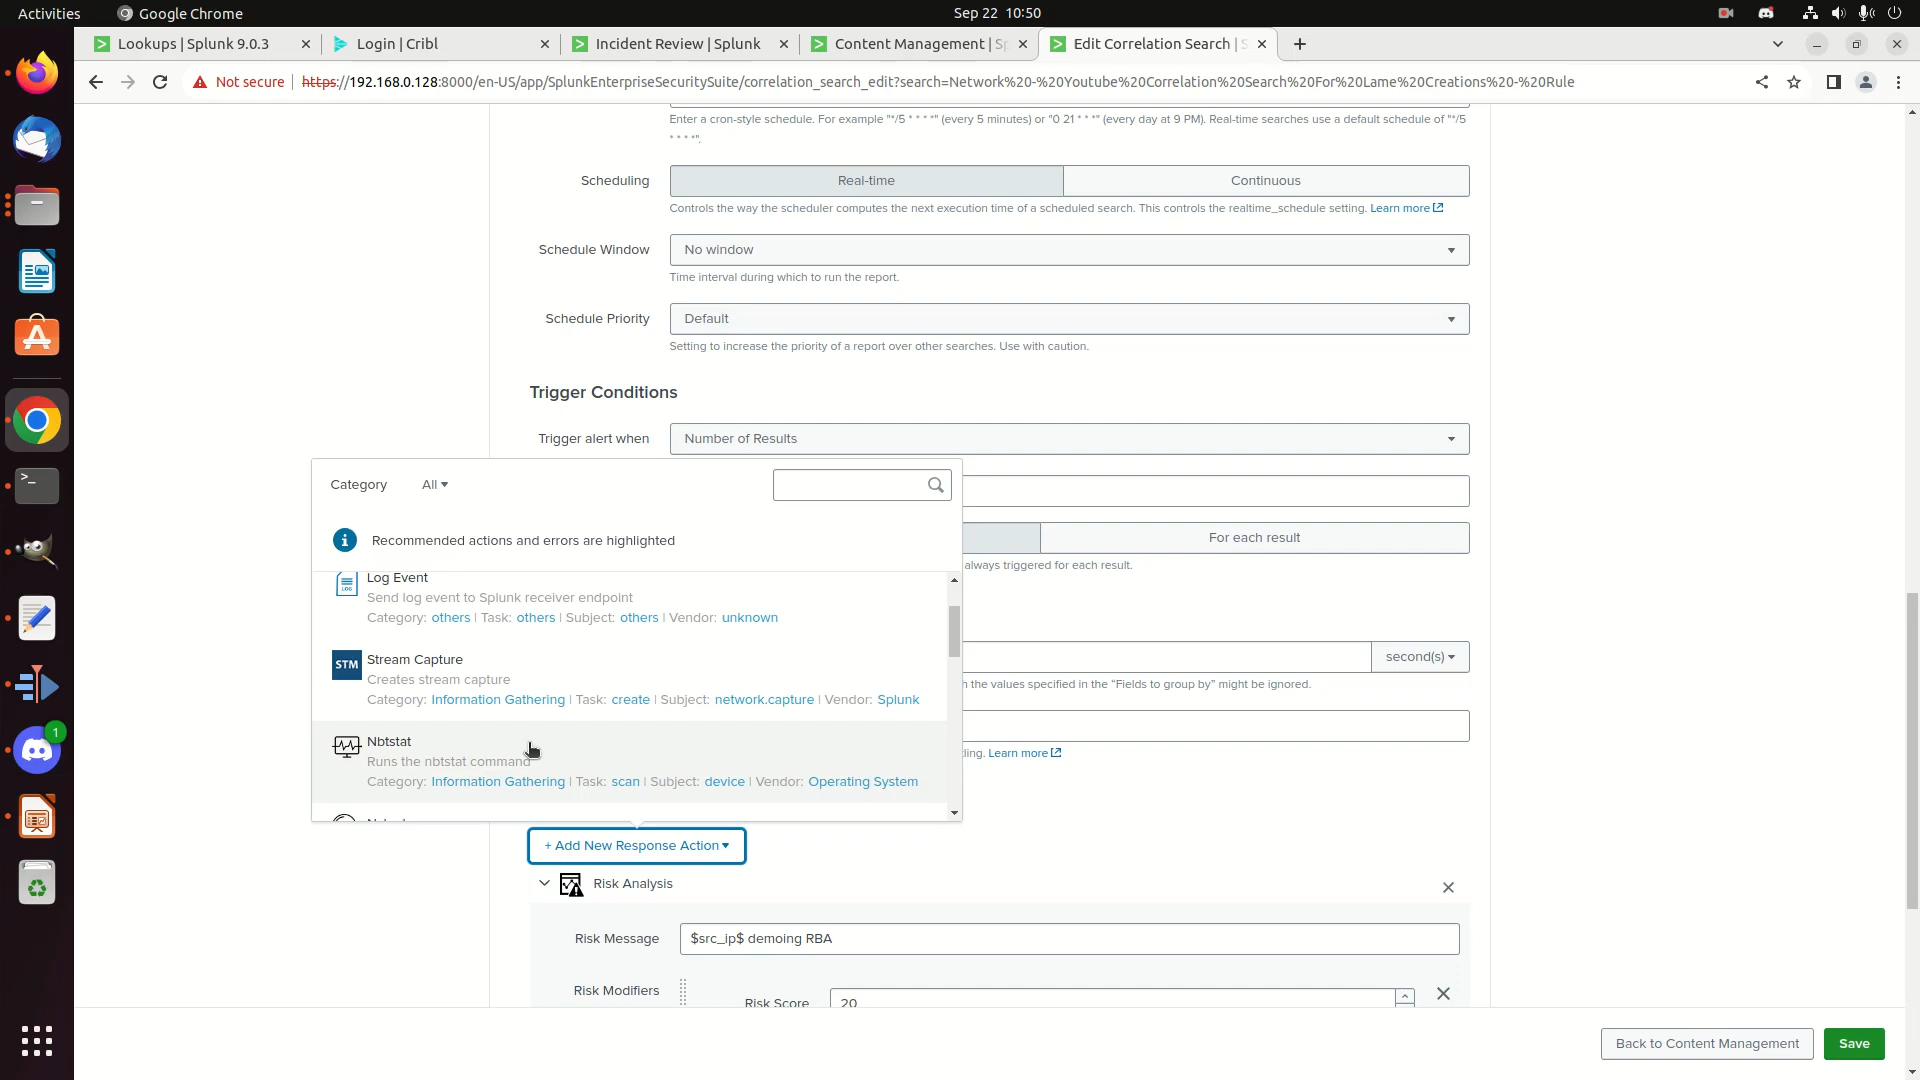 Activities
Google Chrome
Sep 22 10:50
Lookups | Splunk 9.0.3
Login | Cribl
Incident Review | Splunk
Content Management | Sp
Edit Correlation Search | S
Not secure
https://192.168.0.128:8000/en-US/app/SplunkEnterpriseSecuritySuite/correlation_search_edit?search=Network%20-%20Youtube%20Correlation%20Search%20For%20Lame%20Creations%20-%20Rule
Enter a cron-style schedule. For example "*/5 * * * *" (every 5 minutes) or "0 21 * * *" (every day at 9 PM). Real-time searches use a default schedule of "*/5
* * * *".
Scheduling
Real-time
Continuous
Controls the way the scheduler computes the next execution time of a scheduled search. This controls the realtime_schedule setting. Learn more
Schedule Window
No window
Time interval during which to run the report.
Schedule Priority
Default
Setting to increase the priority of a report over other searches. Use with caution.
Trigger Conditions
Trigger alert when
Number of Results
Category
All
Recommended actions and errors are highlighted
For each result
always triggered for each result.
Log Event
Send log event to Splunk receiver endpoint
Category: others | Task: others | Subject: others | Vendor: unknown
STM
Stream Capture
Creates stream capture
Category: Information Gathering | Task: create | Subject: network.capture | Vendor: Splunk
second(s)
the values specified in the "Fields to group by" might be ignored.
Nbtstat
Runs the nbtstat command
Category: Information Gathering | Task: scan | Subject: device | Vendor: Operating System
ling. Learn more
+ Add New Response Action
Risk Analysis
Risk Message
$src_ip$ demoing RBA
Risk Modifiers
Risk Score
20
Back to Content Management
Save
1